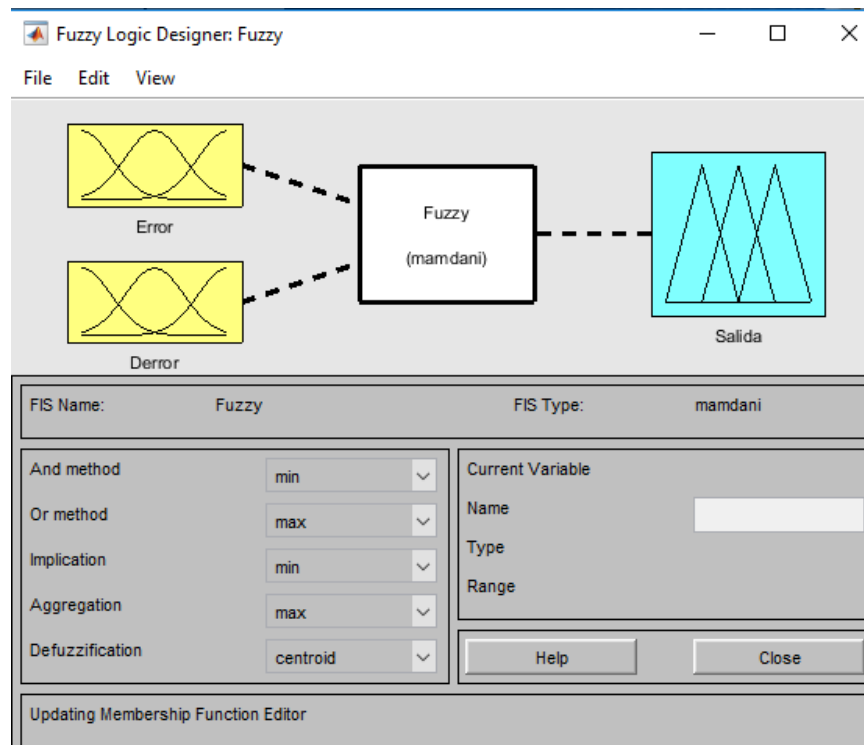 Fuzzy Logic Designer: Fuzzy
File Edit View
Error
Derror
Fuzzy
(mamdani)
Salida
FIS Name: Fuzzy FIS Type: mamdani
And method min
Or method max
Implication min
Aggregation max
Defuzzification centroid
Current Variable
Name
Type
Range
Help Close
Updating Membership Function Editor